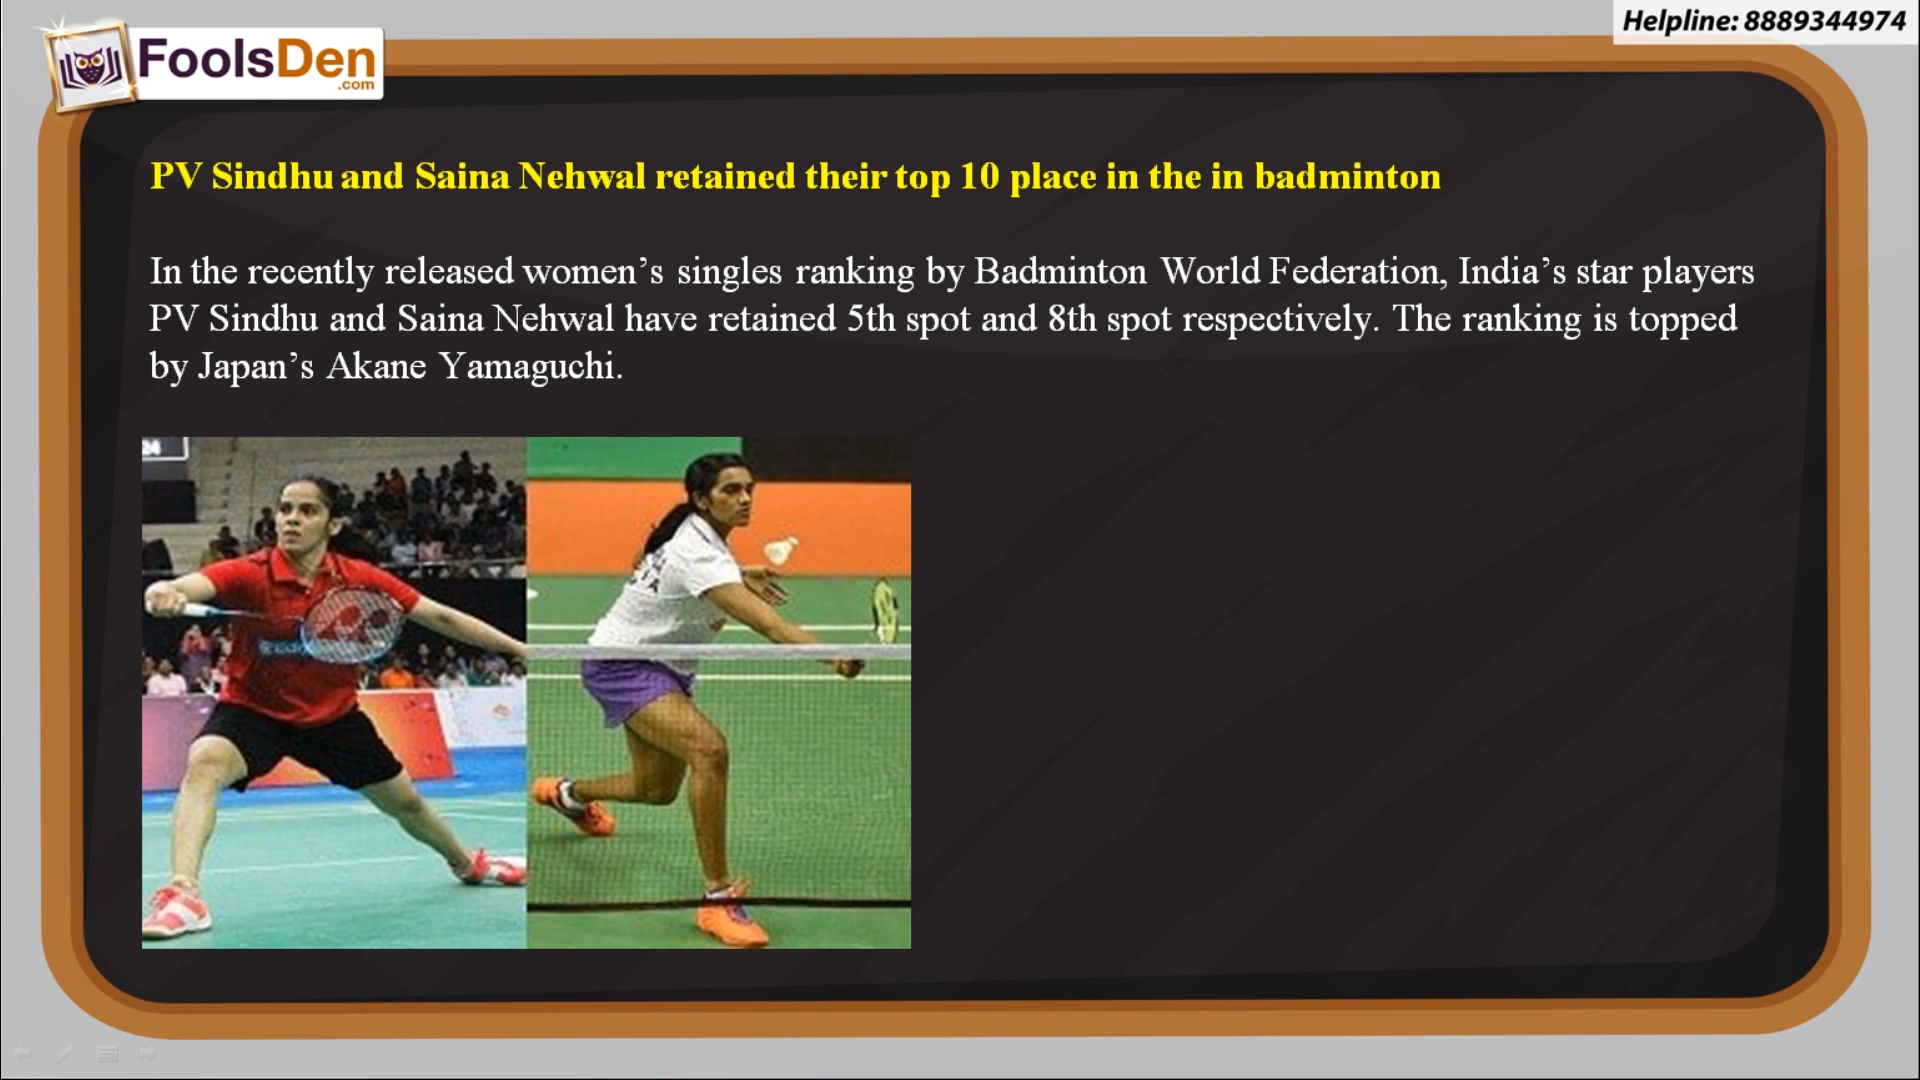 Helpline: 8889344974
FoolsDen
.com
PV Sindhu and Saina Nehwal retained their top 10 place in the in badminton
In the recently released women’s singles ranking by Badminton World Federation, India’s star players
PV Sindhu and Saina Nehwal have retained 5th spot and 8th spot respectively. The ranking is topped
by Japan’s Akane Yamaguchi.
24